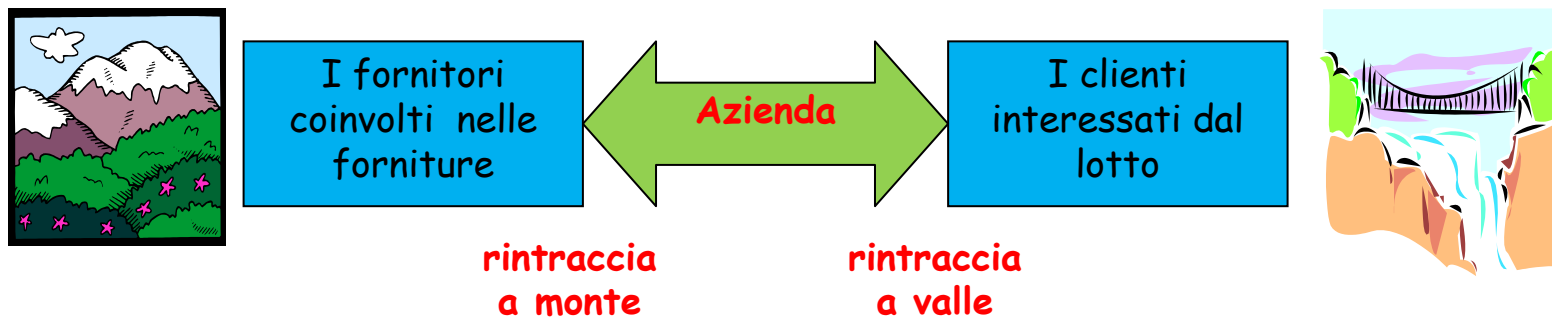 I fornitori
coinvolti nelle
forniture
Azienda
I clienti
interessati dal
lotto
rintraccia
a monte
rintraccia
a valle